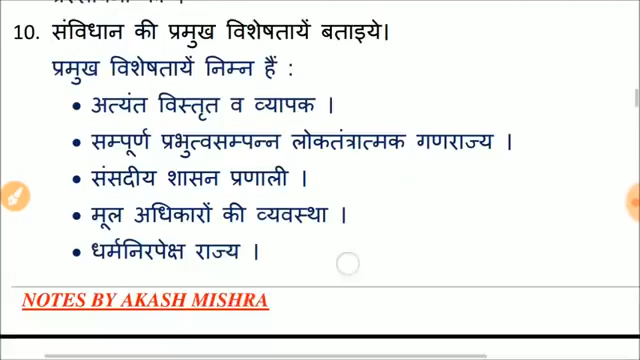 10. संविधान की प्रमुख विशेषतायें बताइये।
प्रमुख विशेषतायें निम्न हैं :
• अत्यंत विस्तृत व व्यापक ।
• सम्पूर्ण प्रभुत्वसम्पन्न लोकतंत्रात्मक गणराज्य ।
• संसदीय शासन प्रणाली ।
• मूल अधिकारों की व्यवस्था ।
• धर्मनिरपेक्ष राज्य ।
NOTES BY AKASH MISHRA